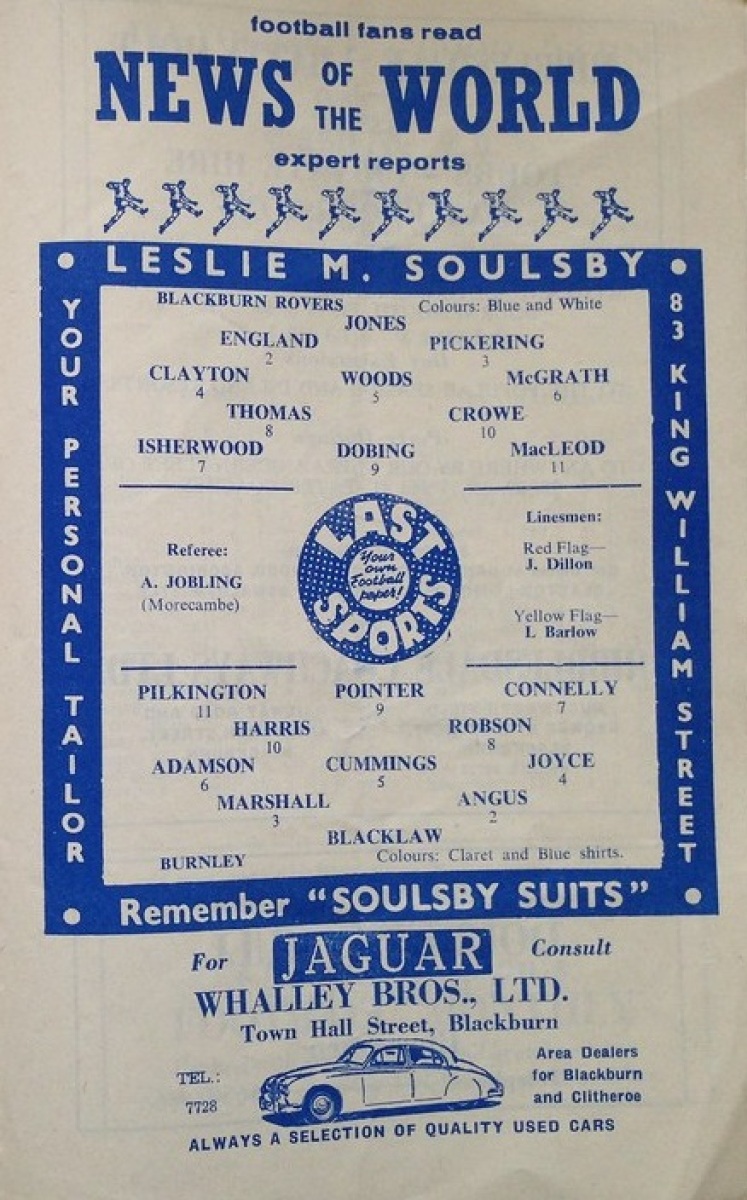 football fans read
NEWS OF THE WORLD
expert reports
LESLIE M. SOULSBY
YOUR PERSONAL TAILOR
83 KING WILLIAM STREET
BLACKBURN ROVERS Colours: Blue and White
JONES
ENGLAND PICKERING
2 3
CLAYTON WOODS McGRATH
4 5 6
THOMAS CROWE
8 10
ISHERWOOD DOBING MacLEOD
7 9 11
Referee:
A. JOBLING
(Morecambe)
LAST SPORTS
Your own Football paper!
Linesmen:
Red Flag—
J. Dillon
Yellow Flag—
L Barlow
PILKINGTON POINTER CONNELLY
11 9 7
HARRIS ROBSON
10 8
ADAMSON CUMMINGS JOYCE
6 5 4
MARSHALL ANGUS
3 2
BLACKLAW
BURNLEY Colours: Claret and Blue shirts.
Remember "SOULSBY SUITS"
For JAGUAR Consult
WHALLEY BROS., LTD.
Town Hall Street, Blackburn
TEL.:
7728
Area Dealers
for Blackburn
and Clitheroe
ALWAYS A SELECTION OF QUALITY USED CARS